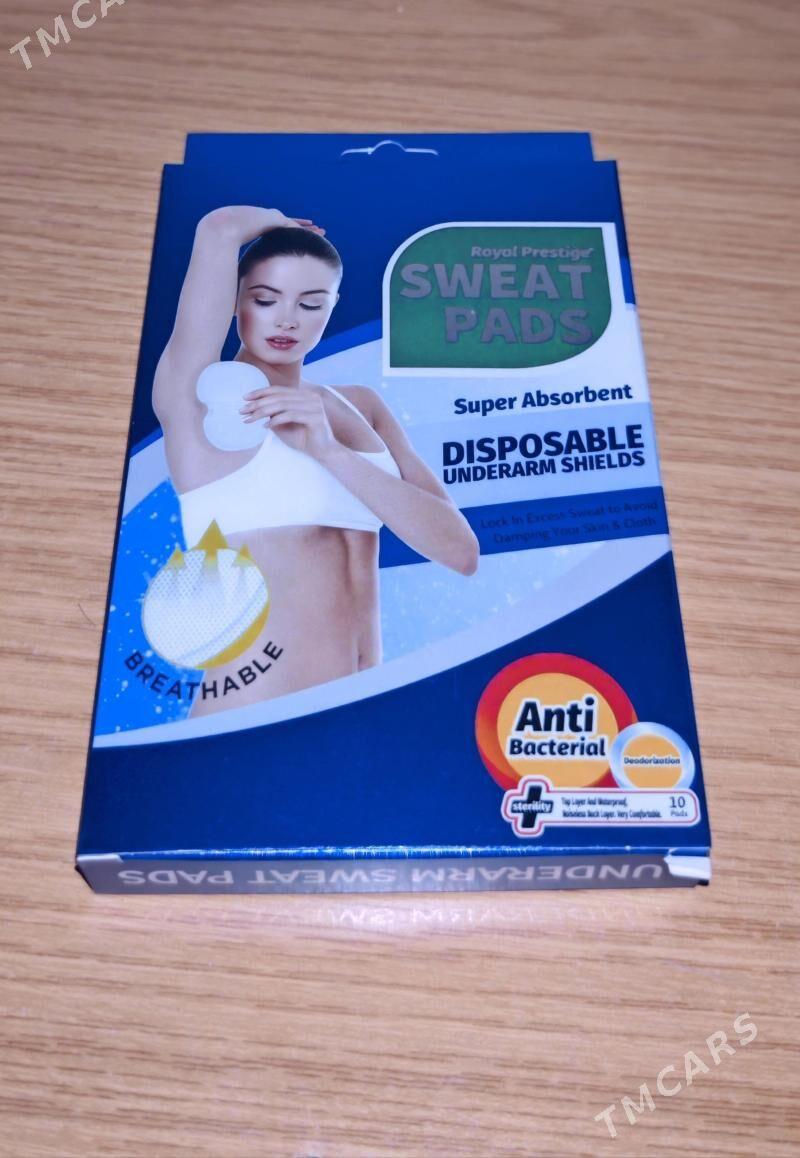 TMCARS
Royal Prestige
SWEAT
PADS
Super Absorbent
DISPOSABLE
UNDERARM SHIELDS
Lock In Excess Sweat to Avoid
Damping Your Skin & Cloth
BREATHABLE
Anti
Bacterial
Deodorization
sterility
Top Layer And Waterproof,
Noiseless Back Layer. Very Comfortable.
10
Pads
UNDERARM SWEAT PADS
TMCARS